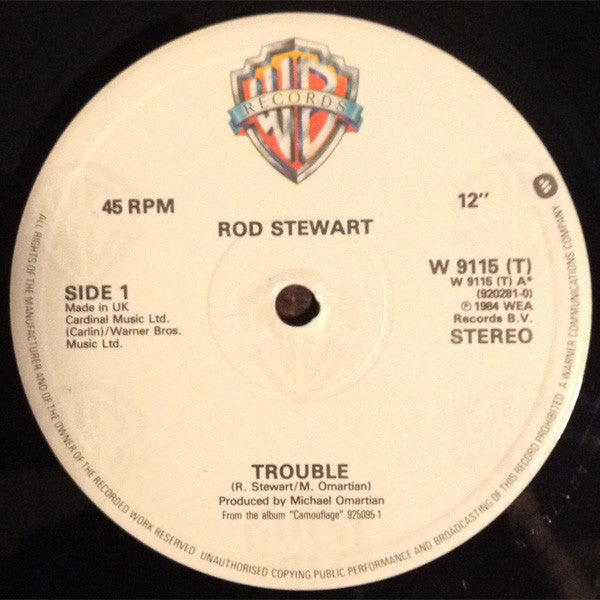 RECORDS
45 RPM
12"
ROD STEWART
SIDE 1
Made in UK
Cardinal Music Ltd.
(Carlin)/Warner Bros.
Music Ltd.
W 9115 (T)
W 9115 (T) A*
(920281-0)
℗ 1984 WEA
Records B.V.
STEREO
TROUBLE
(R. Stewart/M. Omartian)
Produced by Michael Omartian
From the album "Camouflage" 925095-1
ALL RIGHTS OF THE MANUFACTURER AND OF THE OWNER OF THE RECORDED WORK RESERVED. UNAUTHORISED COPYING PUBLIC PERFORMANCE AND BROADCASTING OF THIS RECORD PROHIBITED. A WARNER COMMUNICATIONS COMPANY